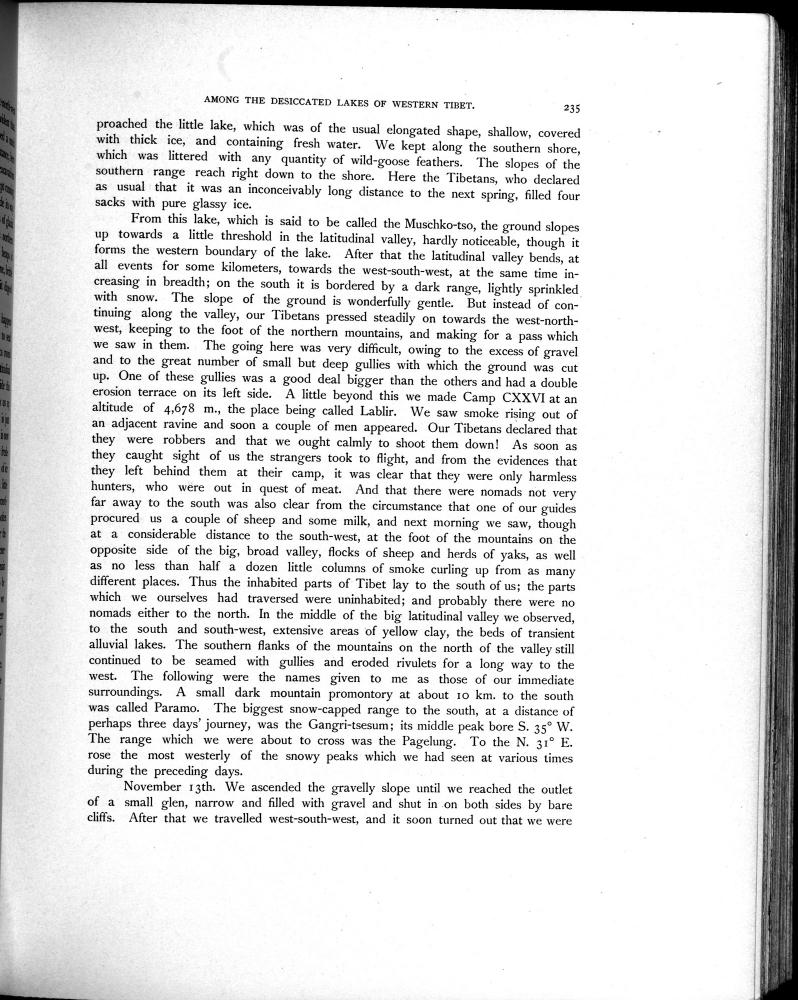 AMONG THE DESICCATED LAKES OF WESTERN TIBET. 235
proached the little lake, which was of the usual elongated shape, shallow, covered
with thick ice, and containing fresh water. We kept along the southern shore,
which was littered with any quantity of wild-goose feathers. The slopes of the
southern range reach right down to the shore. Here the Tibetans, who declared
as usual that it was an inconceivably long distance to the next spring, filled four
sacks with pure glassy ice.
From this lake, which is said to be called the Muschko-tso, the ground slopes
up towards a little threshold in the latitudinal valley, hardly noticeable, though it
forms the western boundary of the lake. After that the latitudinal valley bends, at
all events for some kilometers, towards the west-south-west, at the same time in-
creasing in breadth; on the south it is bordered by a dark range, lightly sprinkled
with snow. The slope of the ground is wonderfully gentle. But instead of con-
tinuing along the valley, our Tibetans pressed steadily on towards the west-north-
west, keeping to the foot of the northern mountains, and making for a pass which
we saw in them. The going here was very difficult, owing to the excess of gravel
and to the great number of small but deep gullies with which the ground was cut
up. One of these gullies was a good deal bigger than the others and had a double
erosion terrace on its left side. A little beyond this we made Camp CXXVI at an
altitude of 4,678 m., the place being called Lablir. We saw smoke rising out of
an adjacent ravine and soon a couple of men appeared. Our Tibetans declared that
they were robbers and that we ought calmly to shoot them down! As soon as
they caught sight of us the strangers took to flight, and from the evidences that
they left behind them at their camp, it was clear that they were only harmless
hunters, who were out in quest of meat. And that there were nomads not very
far away to the south was also clear from the circumstance that one of our guides
procured us a couple of sheep and some milk, and next morning we saw, though
at a considerable distance to the south-west, at the foot of the mountains on the
opposite side of the big, broad valley, flocks of sheep and herds of yaks, as well
as no less than half a dozen little columns of smoke curling up from as many
different places. Thus the inhabited parts of Tibet lay to the south of us; the parts
which we ourselves had traversed were uninhabited; and probably there were no
nomads either to the north. In the middle of the big latitudinal valley we observed,
to the south and south-west, extensive areas of yellow clay, the beds of transient
alluvial lakes. The southern flanks of the mountains on the north of the valley still
continued to be seamed with gullies and eroded rivulets for a long way to the
west. The following were the names given to me as those of our immediate
surroundings. A small dark mountain promontory at about 10 km. to the south
was called Paramo. The biggest snow-capped range to the south, at a distance of
perhaps three days' journey, was the Gangri-tsesum; its middle peak bore S. 35° W.
The range which we were about to cross was the Pagelung. To the N. 31° E.
rose the most westerly of the snowy peaks which we had seen at various times
during the preceding days.
November 13th. We ascended the gravelly slope until we reached the outlet
of a small glen, narrow and filled with gravel and shut in on both sides by bare
cliffs. After that we travelled west-south-west, and it soon turned out that we were